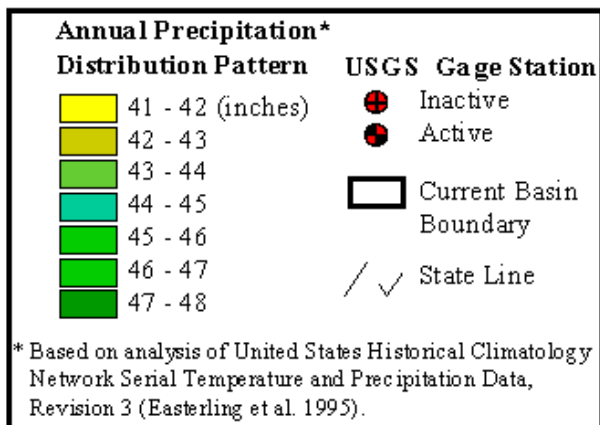 Annual Precipitation*
Distribution Pattern
41 - 42 (inches)
42 - 43
43 - 44
44 - 45
45 - 46
46 - 47
47 - 48
USGS Gage Station
Inactive
Active
Current Basin
Boundary
State Line
* Based on analysis of United States Historical Climatology
Network Serial Temperature and Precipitation Data,
Revision 3 (Easterling et al. 1995).